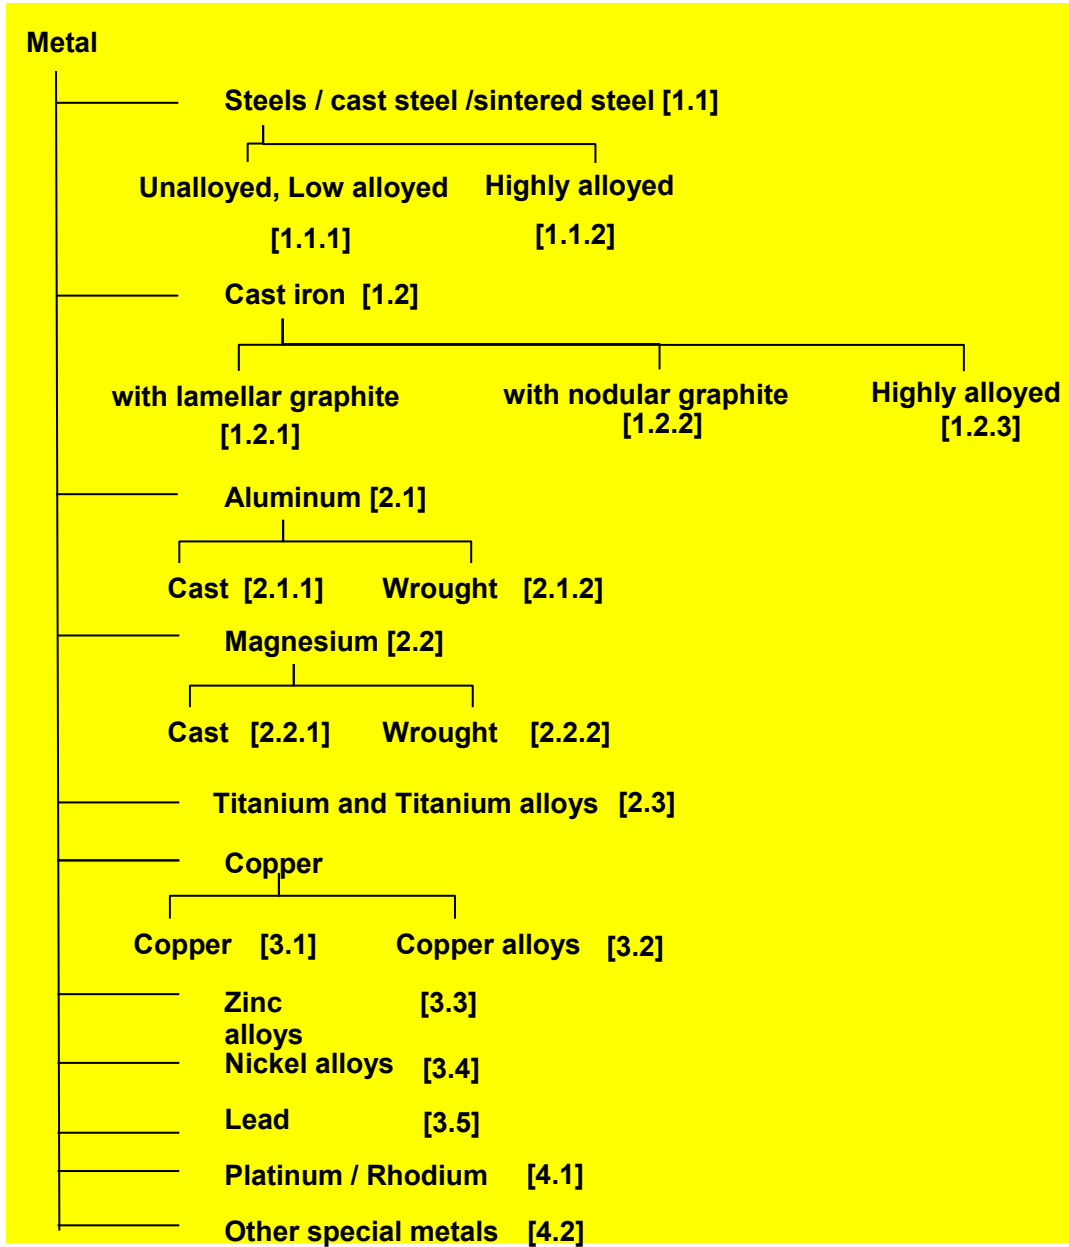 Metal
Steels / cast steel /sintered steel [1.1]
Unalloyed, Low alloyed Highly alloyed
[1.1.1] [1.1.2]
Cast iron [1.2]
with lamellar graphite with nodular graphite Highly alloyed
[1.2.1] [1.2.2] [1.2.3]
Aluminum [2.1]
Cast [2.1.1] Wrought [2.1.2]
Magnesium [2.2]
Cast [2.2.1] Wrought [2.2.2]
Titanium and Titanium alloys [2.3]
Copper
Copper [3.1] Copper alloys [3.2]
Zinc [3.3]
alloys
Nickel alloys [3.4]
Lead [3.5]
Platinum / Rhodium [4.1]
Other special metals [4.2]